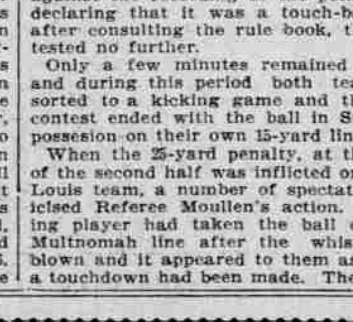 declaring that it was a touch-b
after consulting the rule book, t
tested no further.
Only a few minutes remained
and during this period both tea
sorted to a kicking game and th
contest ended with the ball in S
possesion on their own 15-yard lin
When the 25-yard penalty, at th
of the second half was inflicted o
Louis team, a number of spectat
icised Referee Moullen's action.
ing player had taken the ball
Multnomah line after the whis
blown and it appeared to them as
a touchdown had been made. The